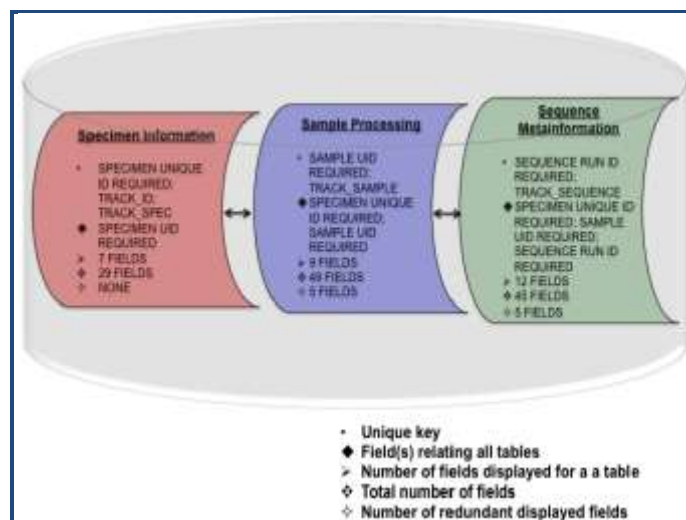 Specimen Information
• SPECIMEN UNIQUE
ID REQUIRED;
TRACK_ID;
TRACK_SPEC
◆ SPECIMEN UID
REQUIRED
➢ 7 FIELDS
❖ 29 FIELDS
✧ NONE
Sample Processing
• SAMPLE UID
REQUIRED;
TRACK_SAMPLE
◆ SPECIMEN UNIQUE
ID REQUIRED;
SAMPLE UID
REQUIRED
➢ 9 FIELDS
❖ 49 FIELDS
✧ 5 FIELDS
Sequence
Metainformation
• SEQUENCE RUN ID
REQUIRED;
TRACK_SEQUENCE
◆ SPECIMEN UNIQUE ID
REQUIRED; SAMPLE
UID REQUIRED;
SEQUENCE RUN ID
REQUIRED
➢ 12 FIELDS
❖ 45 FIELDS
✧ 5 FIELDS
• Unique key
◆ Field(s) relating all tables
➢ Number of fields displayed for a a table
❖ Total number of fields
✧ Number of redundant displayed fields